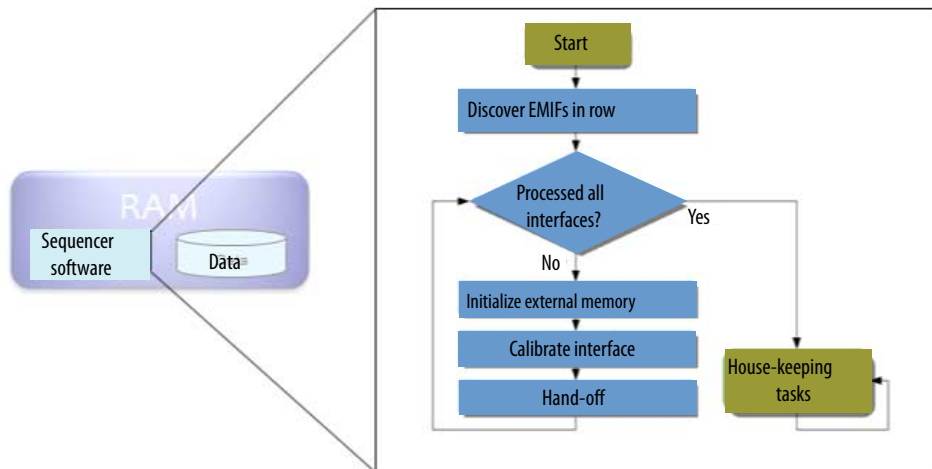 Start
Discover EMIFs in row
Processed all
interfaces?
Yes
No
Initialize external memory
Calibrate interface
Hand-off
House-keeping
tasks
RAM
Sequencer
software
Data